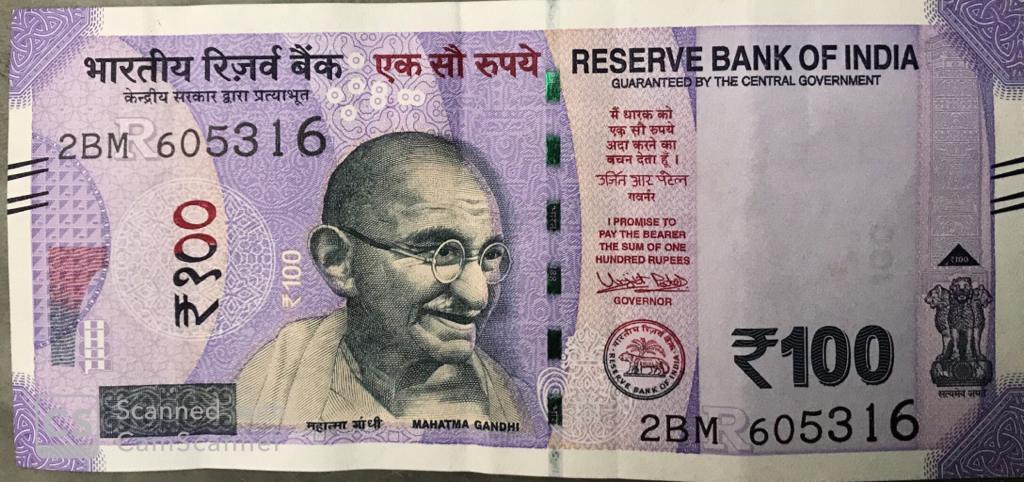 भारतीय रिज़र्व बैंक
केन्द्रीय सरकार द्वारा प्रत्याभूत
एक सौ रुपये
RESERVE BANK OF INDIA
GUARANTEED BY THE CENTRAL GOVERNMENT
2BM 605316
मैं धारक को
एक सौ रुपये
अदा करने का
वचन देता हूँ ।
उर्जित आर पटेल
गवर्नर
I PROMISE TO
PAY THE BEARER
THE SUM OF ONE
HUNDRED RUPEES
GOVERNOR
₹१००
₹100
₹100
भारतीय रिज़र्व बैंक
RESERVE BANK OF INDIA
₹100
सत्यमेव जयते
महात्मा गांधी
MAHATMA GANDHI
2BM 605316
CS
Scanned
CamScanner